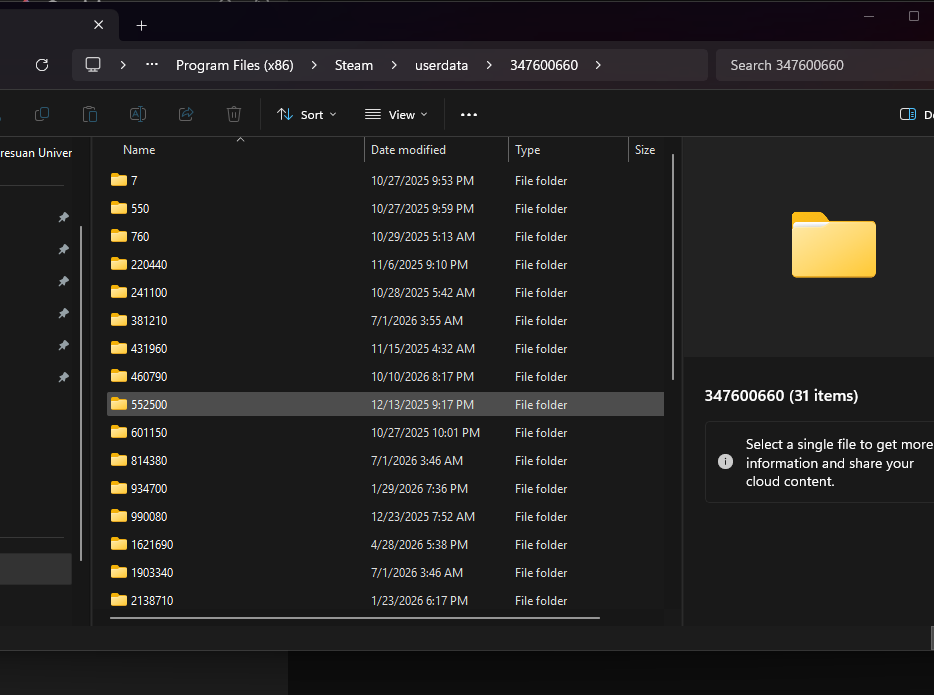 Program Files (x86) Steam userdata 347600660 Search 347600660
Sort View
resuan Univer
Name Date modified Type Size
7 10/27/2025 9:53 PM File folder
550 10/27/2025 9:59 PM File folder
760 10/29/2025 5:13 AM File folder
220440 11/6/2025 9:10 PM File folder
241100 10/28/2025 5:42 AM File folder
381210 7/1/2026 3:55 AM File folder
431960 11/15/2025 4:32 AM File folder
460790 10/10/2026 8:17 PM File folder
552500 12/13/2025 9:17 PM File folder
601150 10/27/2025 10:01 PM File folder
814380 7/1/2026 3:46 AM File folder
934700 1/29/2026 7:36 PM File folder
990080 12/23/2025 7:52 AM File folder
1621690 4/28/2026 5:38 PM File folder
1903340 7/1/2026 3:46 AM File folder
2138710 1/23/2026 6:17 PM File folder
347600660 (31 items)
Select a single file to get more
information and share your
cloud content.